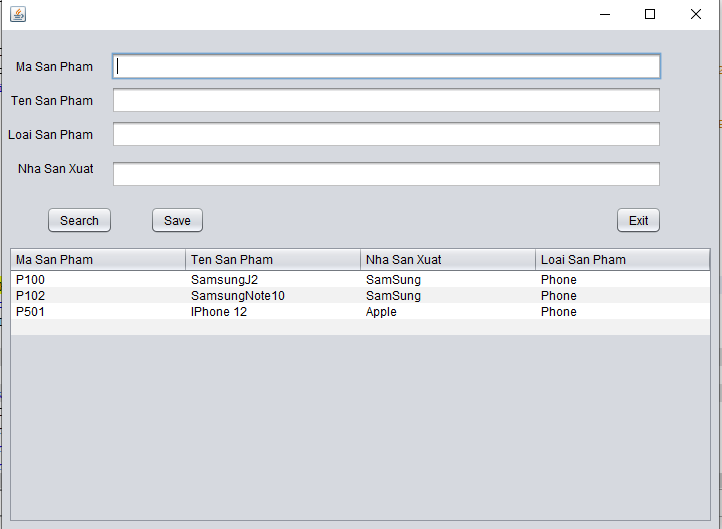 Ma San Pham
Ten San Pham
Loai San Pham
Nha San Xuat
Search Save Exit
Ma San Pham Ten San Pham Nha San Xuat Loai San Pham
P100 SamsungJ2 SamSung Phone
P102 SamsungNote10 SamSung Phone
P501 IPhone 12 Apple Phone